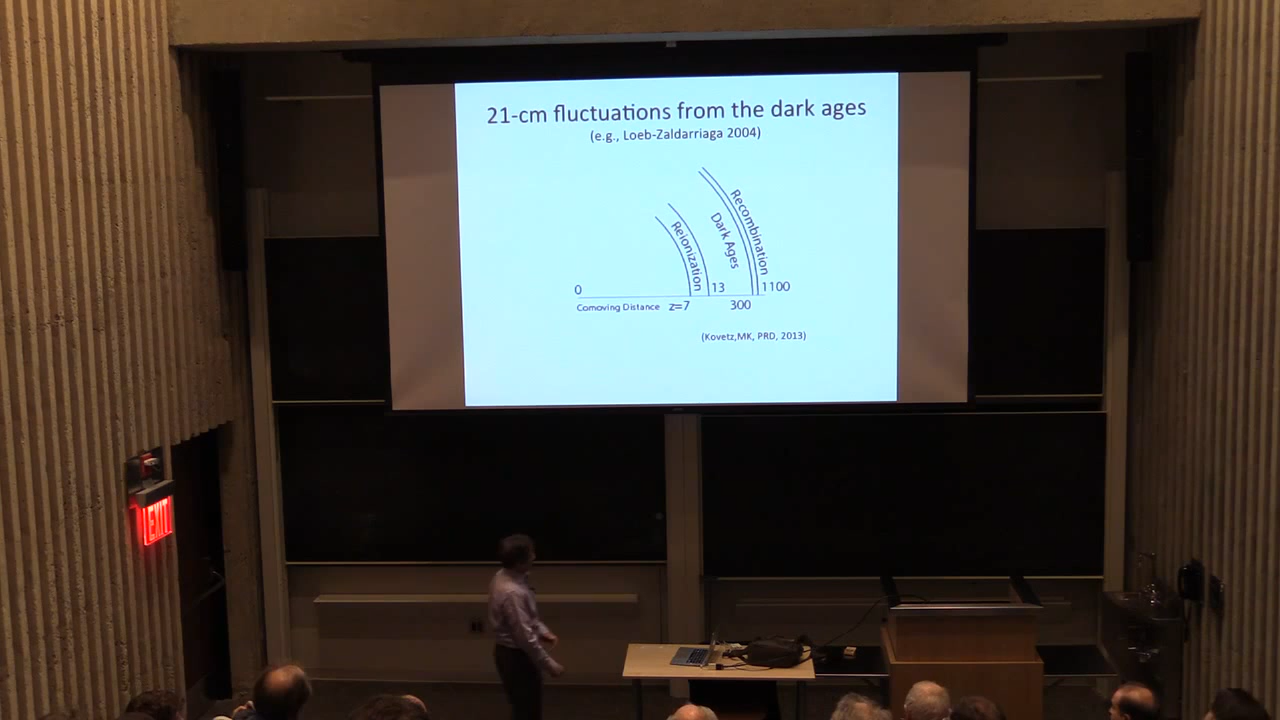 21-cm fluctuations from the dark ages
(e.g., Loeb-Zaldarriaga 2004)
Recombination
Dark Ages
Reionization
0
13
1100
Comoving Distance z=7
300
(Kovetz,MK, PRD, 2013)
EXIT